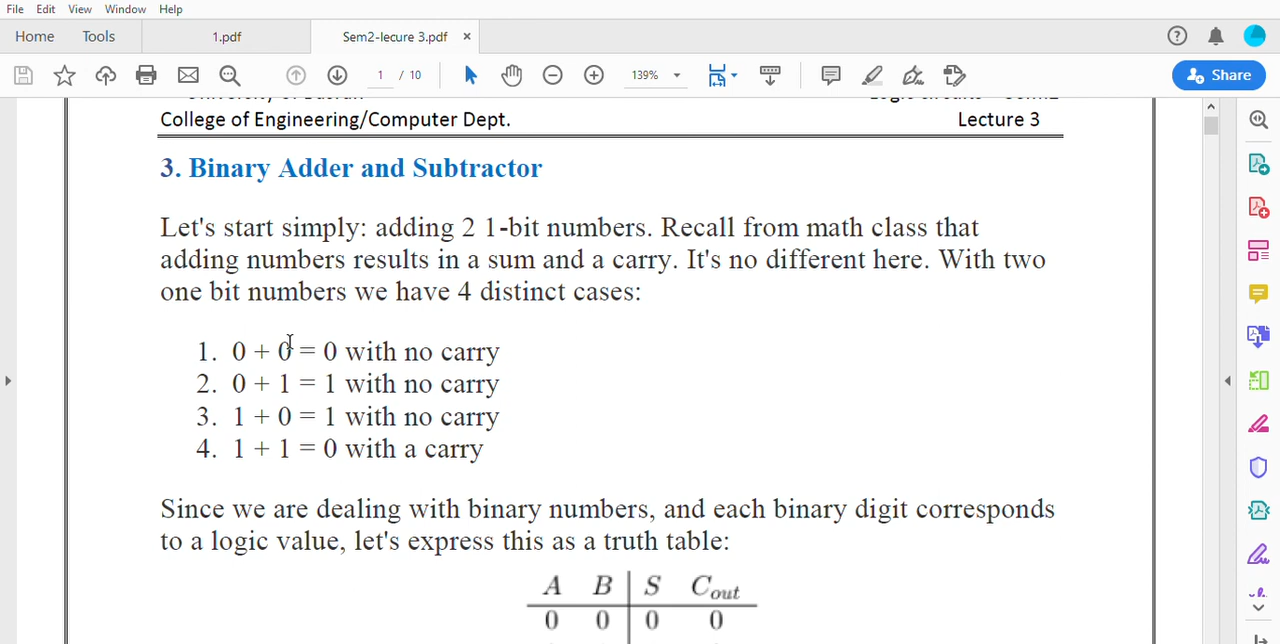 File Edit View Window Help
Home Tools 1.pdf Sem2-lecure 3.pdf ×
1 / 10 139% Share
College of Engineering/Computer Dept. Lecture 3
3. Binary Adder and Subtractor
Let's start simply: adding 2 1-bit numbers. Recall from math class that
adding numbers results in a sum and a carry. It's no different here. With two
one bit numbers we have 4 distinct cases:
1. 0 + 0 = 0 with no carry
2. 0 + 1 = 1 with no carry
3. 1 + 0 = 1 with no carry
4. 1 + 1 = 0 with a carry
Since we are dealing with binary numbers, and each binary digit corresponds
to a logic value, let's express this as a truth table:
A B S Cout
0 0 0 0